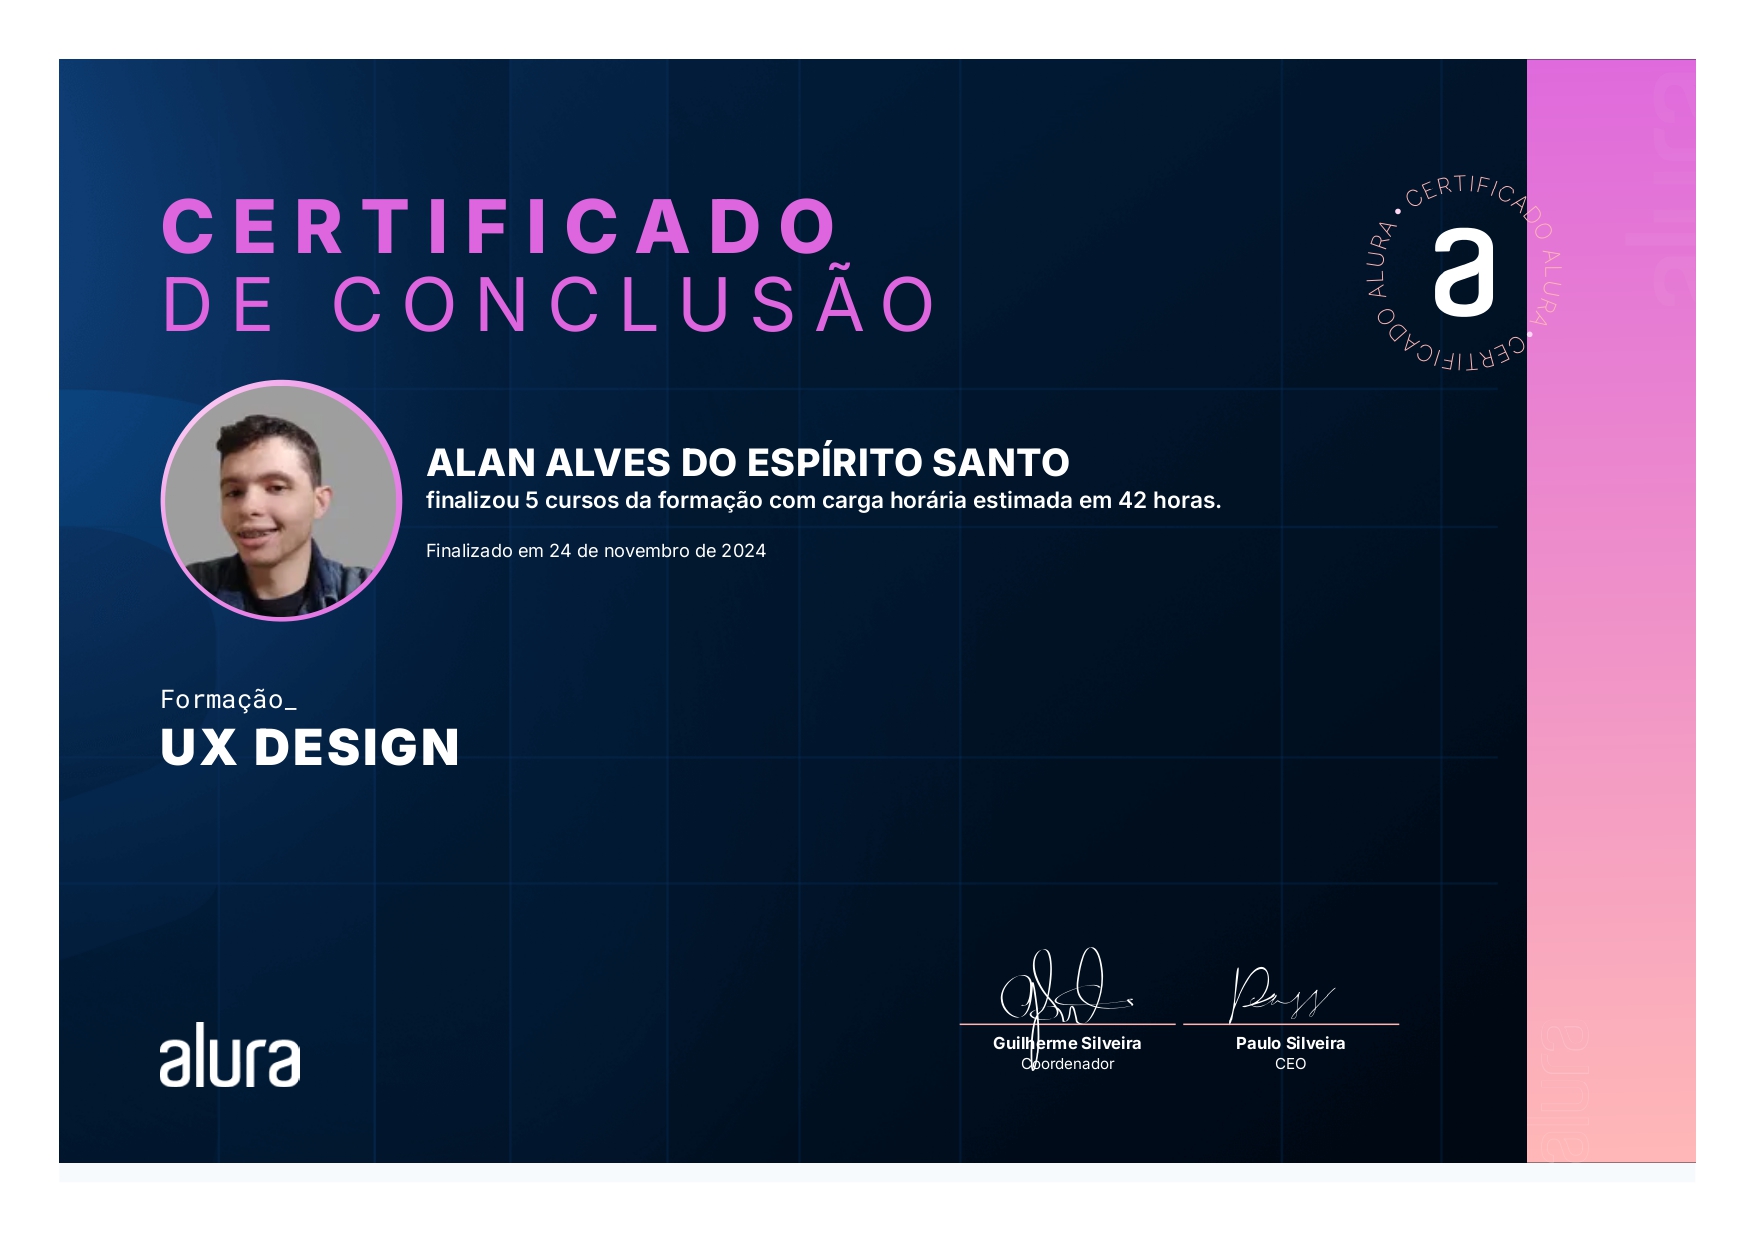 CERTIFICADO
DE CONCLUSÃO
• CERTIFICADO ALURA • CERTIFICADO ALURA
a
ALAN ALVES DO ESPÍRITO SANTO
finalizou 5 cursos da formação com carga horária estimada em 42 horas.
Finalizado em 24 de novembro de 2024
Formação_
UX DESIGN
Guilherme Silveira
Coordenador
Paulo Silveira
CEO
alura
alura
alura